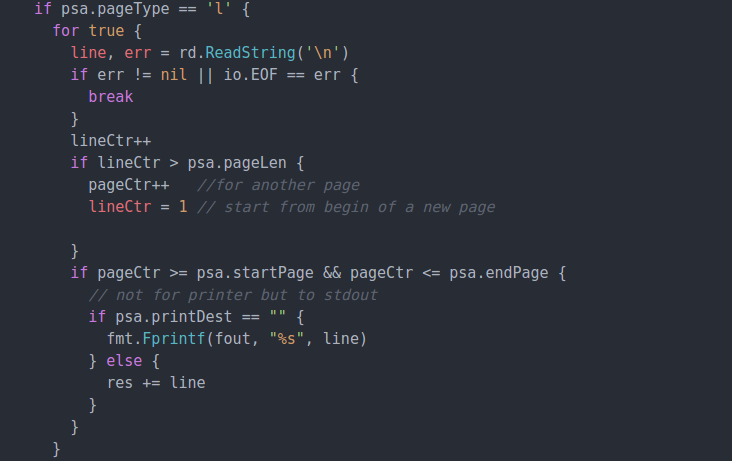 if psa.pageType == 'l' {
for true {
line, err = rd.ReadString('\n')
if err != nil || io.EOF == err {
break
}
lineCtr++
if lineCtr > psa.pageLen {
pageCtr++   //for another page
lineCtr = 1 // start from begin of a new page
}
if pageCtr >= psa.startPage && pageCtr <= psa.endPage {
// not for printer but to stdout
if psa.printDest == "" {
fmt.Fprintf(fout, "%s", line)
} else {
res += line
}
}
}